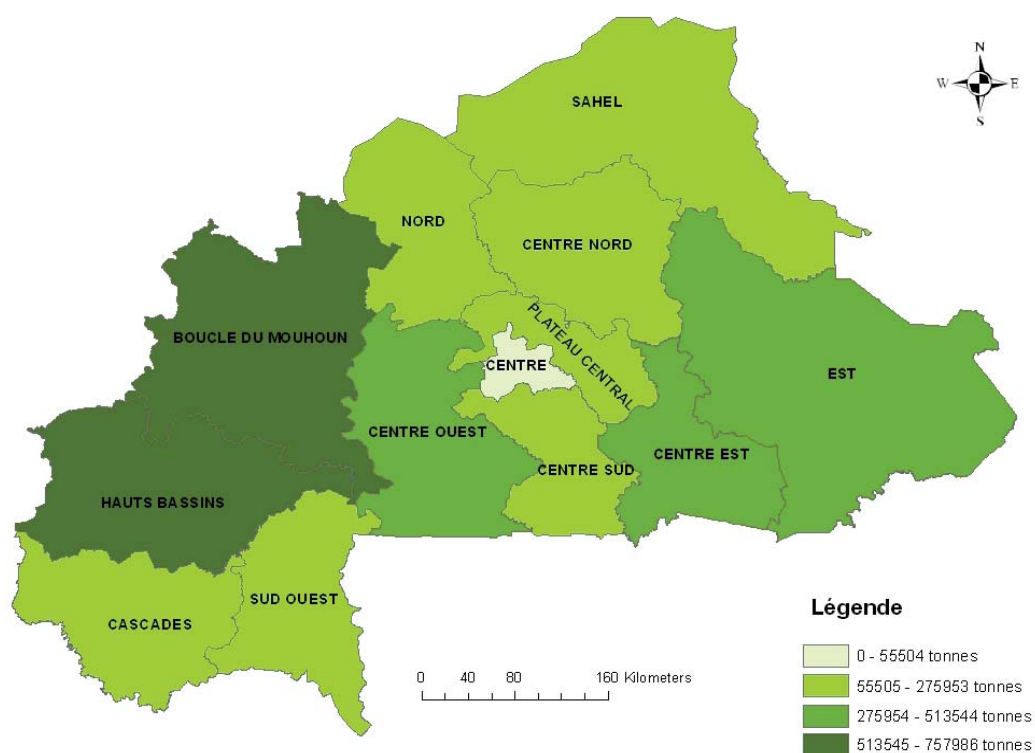 N
W E
S
SAHEL
NORD
CENTRE NORD
BOUCLE DU MOUHOUN
PLATEAU CENTRAL
CENTRE
EST
CENTRE OUEST
CENTRE EST
CENTRE SUD
HAUTS BASSINS
SUD OUEST
CASCADES
0 40 80 160 Kilometers
Légende
0 - 55504 tonnes
55505 - 275953 tonnes
275954 - 513544 tonnes
513545 - 757986 tonnes